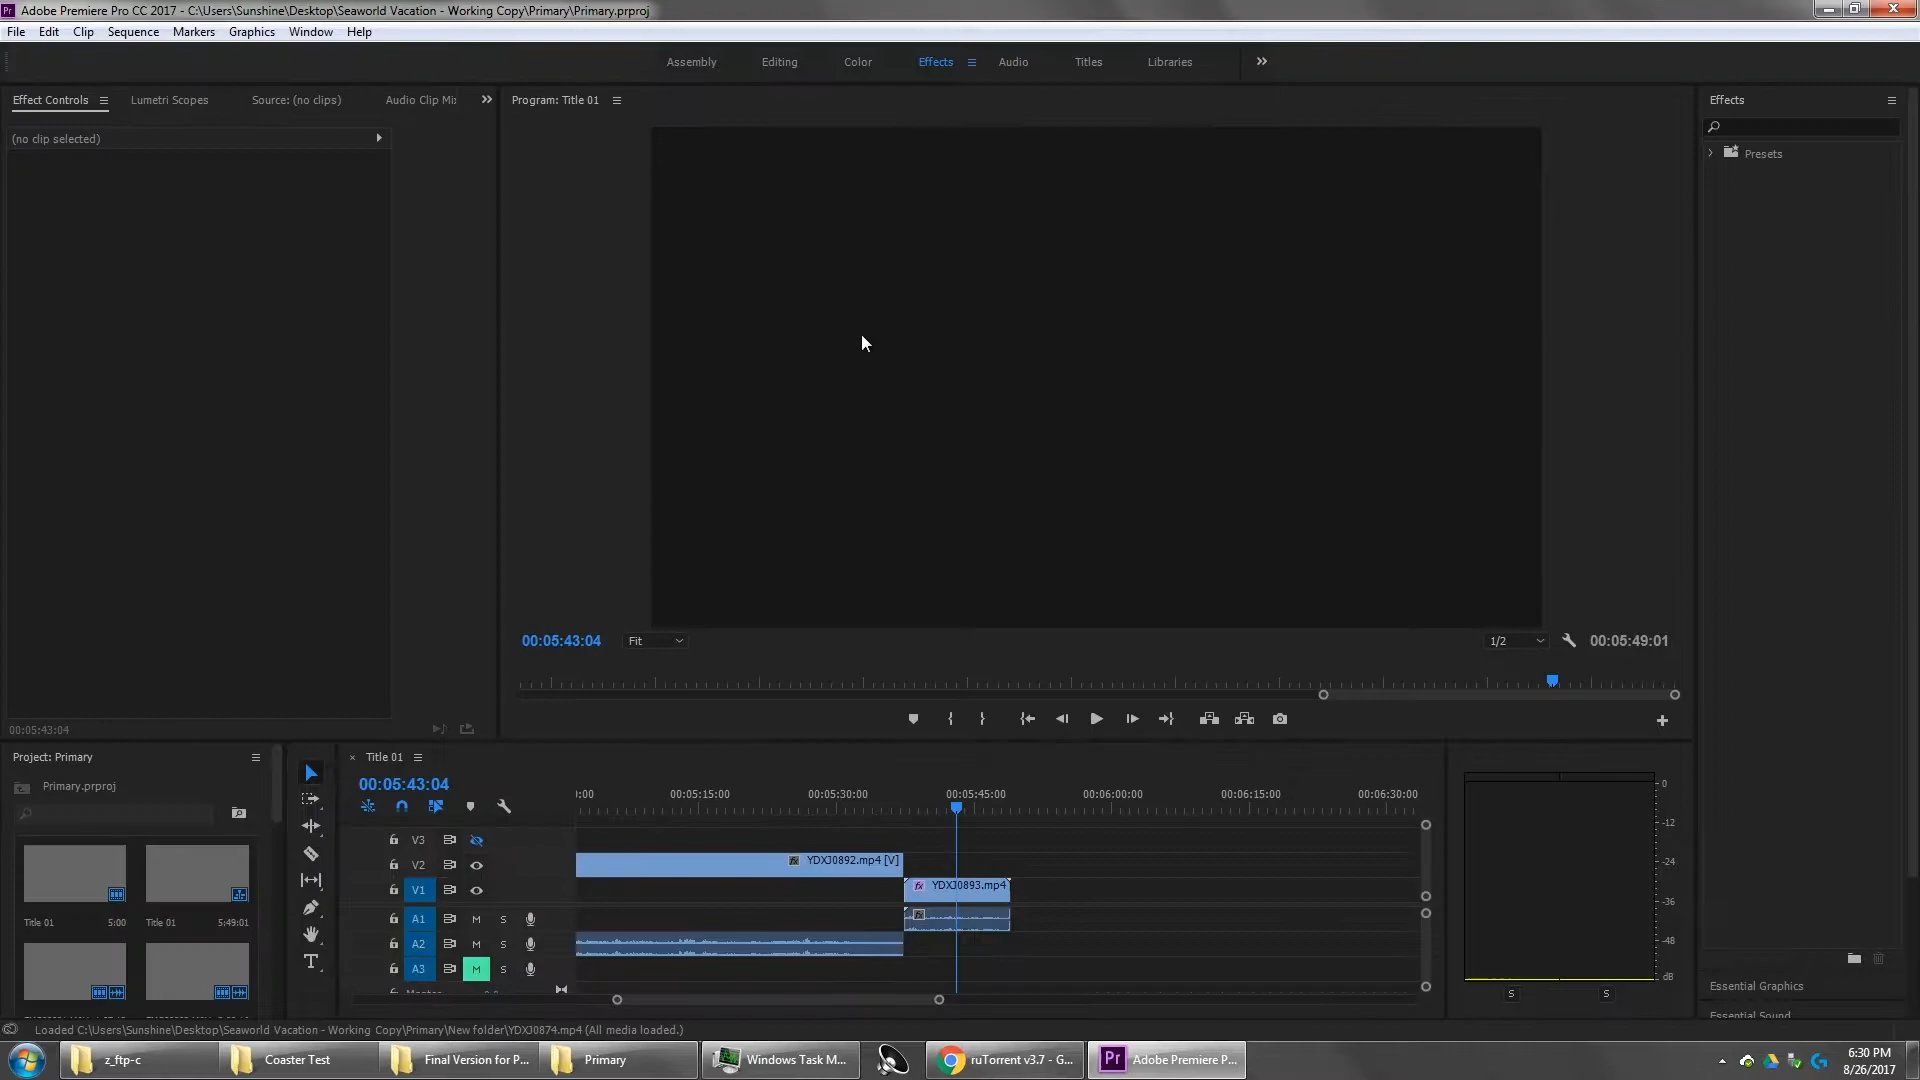 Adobe Premiere Pro CC 2017 - C:\Users\Sunshine\Desktop\Seaworld Vacation - Working Copy\Primary\Primary.prproj
File Edit Clip Sequence Markers Graphics Window Help
Assembly Editing Color Effects Audio Titles Libraries
Effect Controls Lumetri Scopes Source: (no clips) Audio Clip Mi
Program: Title 01
Effects
(no clip selected)
Presets
00:05:43:04 Fit 1/2 00:05:49:01
00:05:43:04
Project: Primary
Primary.prproj
Title 01 5:00 Title 01 5:49:01
Title 01
00:05:43:04
:00 00:05:15:00 00:05:30:00 00:05:45:00 00:06:00:00 00:06:15:00 00:06:30:00
V3
V2 fx YDXJ0892.mp4 [V]
V1 fx YDXJ0893.mp4
A1 M S fx
A2 M S
A3 M S
0
-12
-24
-36
-48
dB
S S
Essential Graphics
Essential Sound
Loaded C:\Users\Sunshine\Desktop\Seaworld Vacation - Working Copy\Primary\New folder\YDXJ0874.mp4 (All media loaded.)
z_ftp-c Coaster Test Final Version for P... Primary Windows Task M... ruTorrent v3.7 - G... Pr Adobe Premiere P...
6:30 PM
8/26/2017